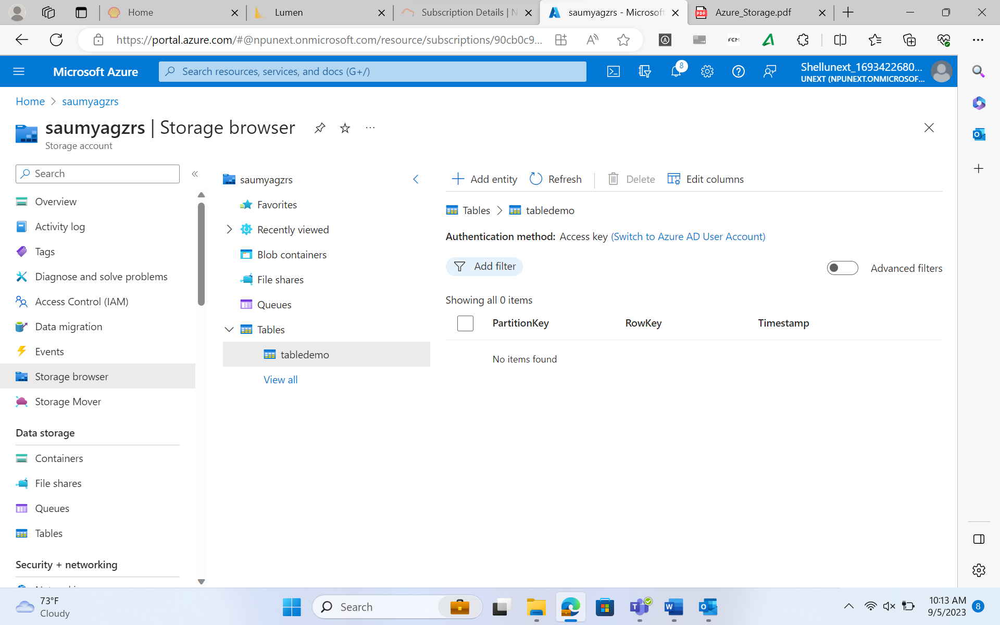 Home
Lumen
Subscription Details | N
saumyagzrs - Microsoft
Azure_Storage.pdf
https://portal.azure.com/#@npunext.onmicrosoft.com/resource/subscriptions/90cb0c9...
FCM
Microsoft Azure
Search resources, services, and docs (G+/)
8
Shellunext_1693422680...
UNEXT (NPUNEXT.ONMICROSOF...
Home > saumyagzrs
saumyagzrs | Storage browser
Storage account
Search
Overview
Activity log
Tags
Diagnose and solve problems
Access Control (IAM)
Data migration
Events
Storage browser
Storage Mover
Data storage
Containers
File shares
Queues
Tables
Security + networking
saumyagzrs
Favorites
Recently viewed
Blob containers
File shares
Queues
Tables
tabledemo
View all
Add entity
Refresh
Delete
Edit columns
Tables > tabledemo
Authentication method: Access key (Switch to Azure AD User Account)
Add filter
Advanced filters
Showing all 0 items
PartitionKey RowKey Timestamp
No items found
73°F
Cloudy
Search
10:13 AM
9/5/2023
8